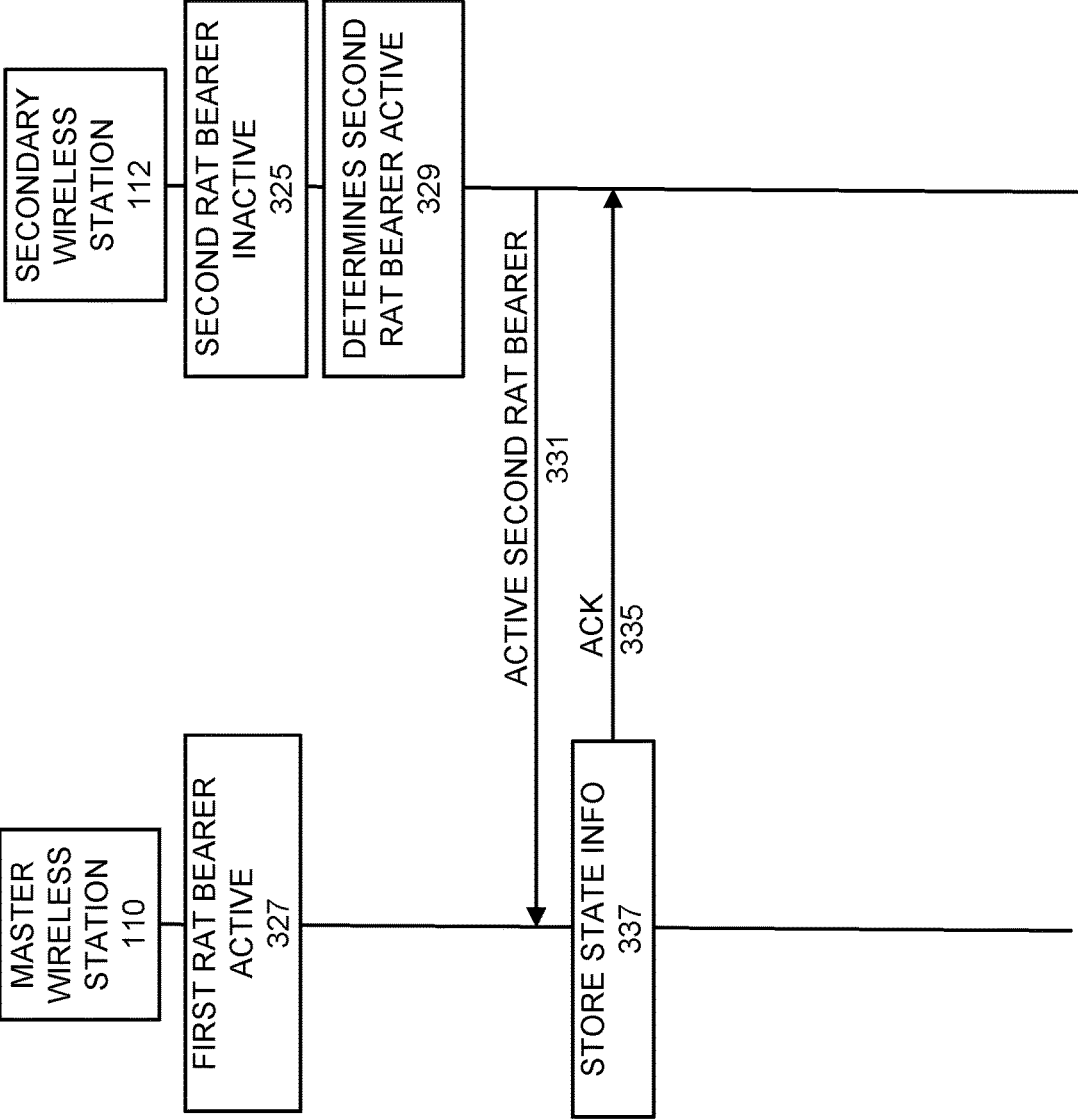 MASTER
WIRELESS
STATION
110
SECONDARY
WIRELESS
STATION
112
FIRST RAT BEARER
ACTIVE
327
SECOND RAT BEARER
INACTIVE
325
DETERMINES SECOND
RAT BEARER ACTIVE
329
ACTIVE SECOND RAT BEARER
331
STORE STATE INFO
337
ACK
335